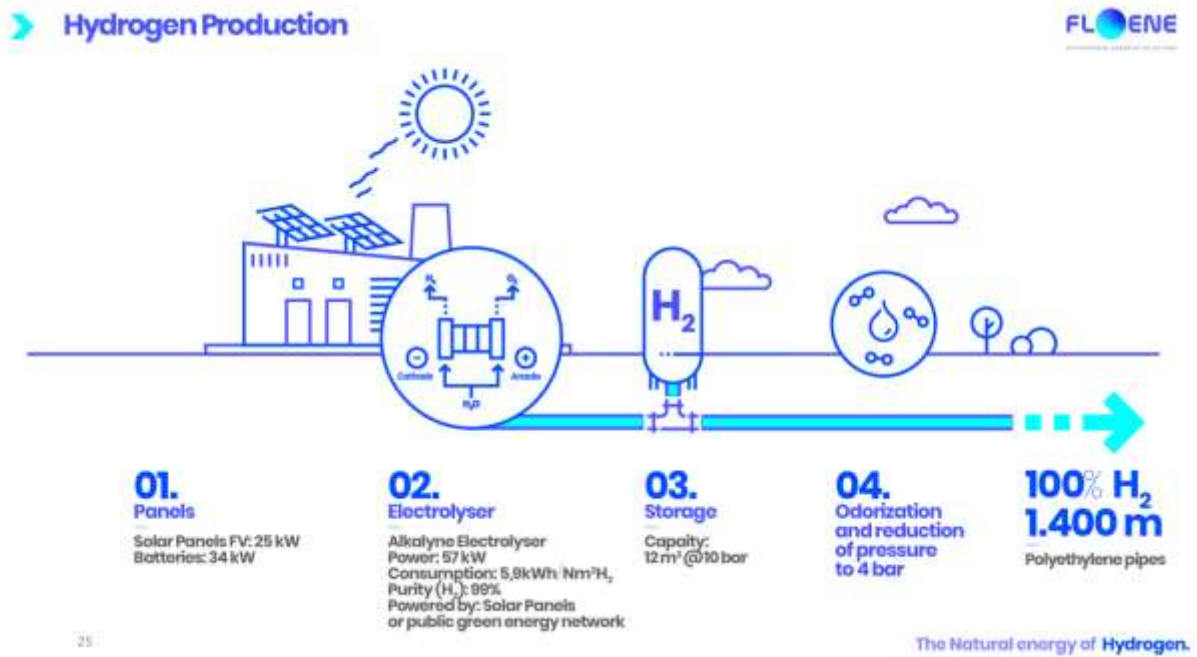 Hydrogen Production
FLOENE
H₂
O₂
Cathode
Anode
H₂O
H₂
01.
Panels
Solar Panels FV: 25 kW
Batteries: 34 kW
02.
Electrolyser
Alkalyne Electrolyser
Power: 57 kW
Consumption: 5,9kWh/Nm³H₂
Purity (H₂): 99%
Powered by: Solar Panels
or public green energy network
03.
Storage
Capaity:
12 m³ @10 bar
04.
Odorization
and reduction
of pressure
to 4 bar
100% H₂
1.400 m
Polyethylene pipes
25
The Natural energy of Hydrogen.